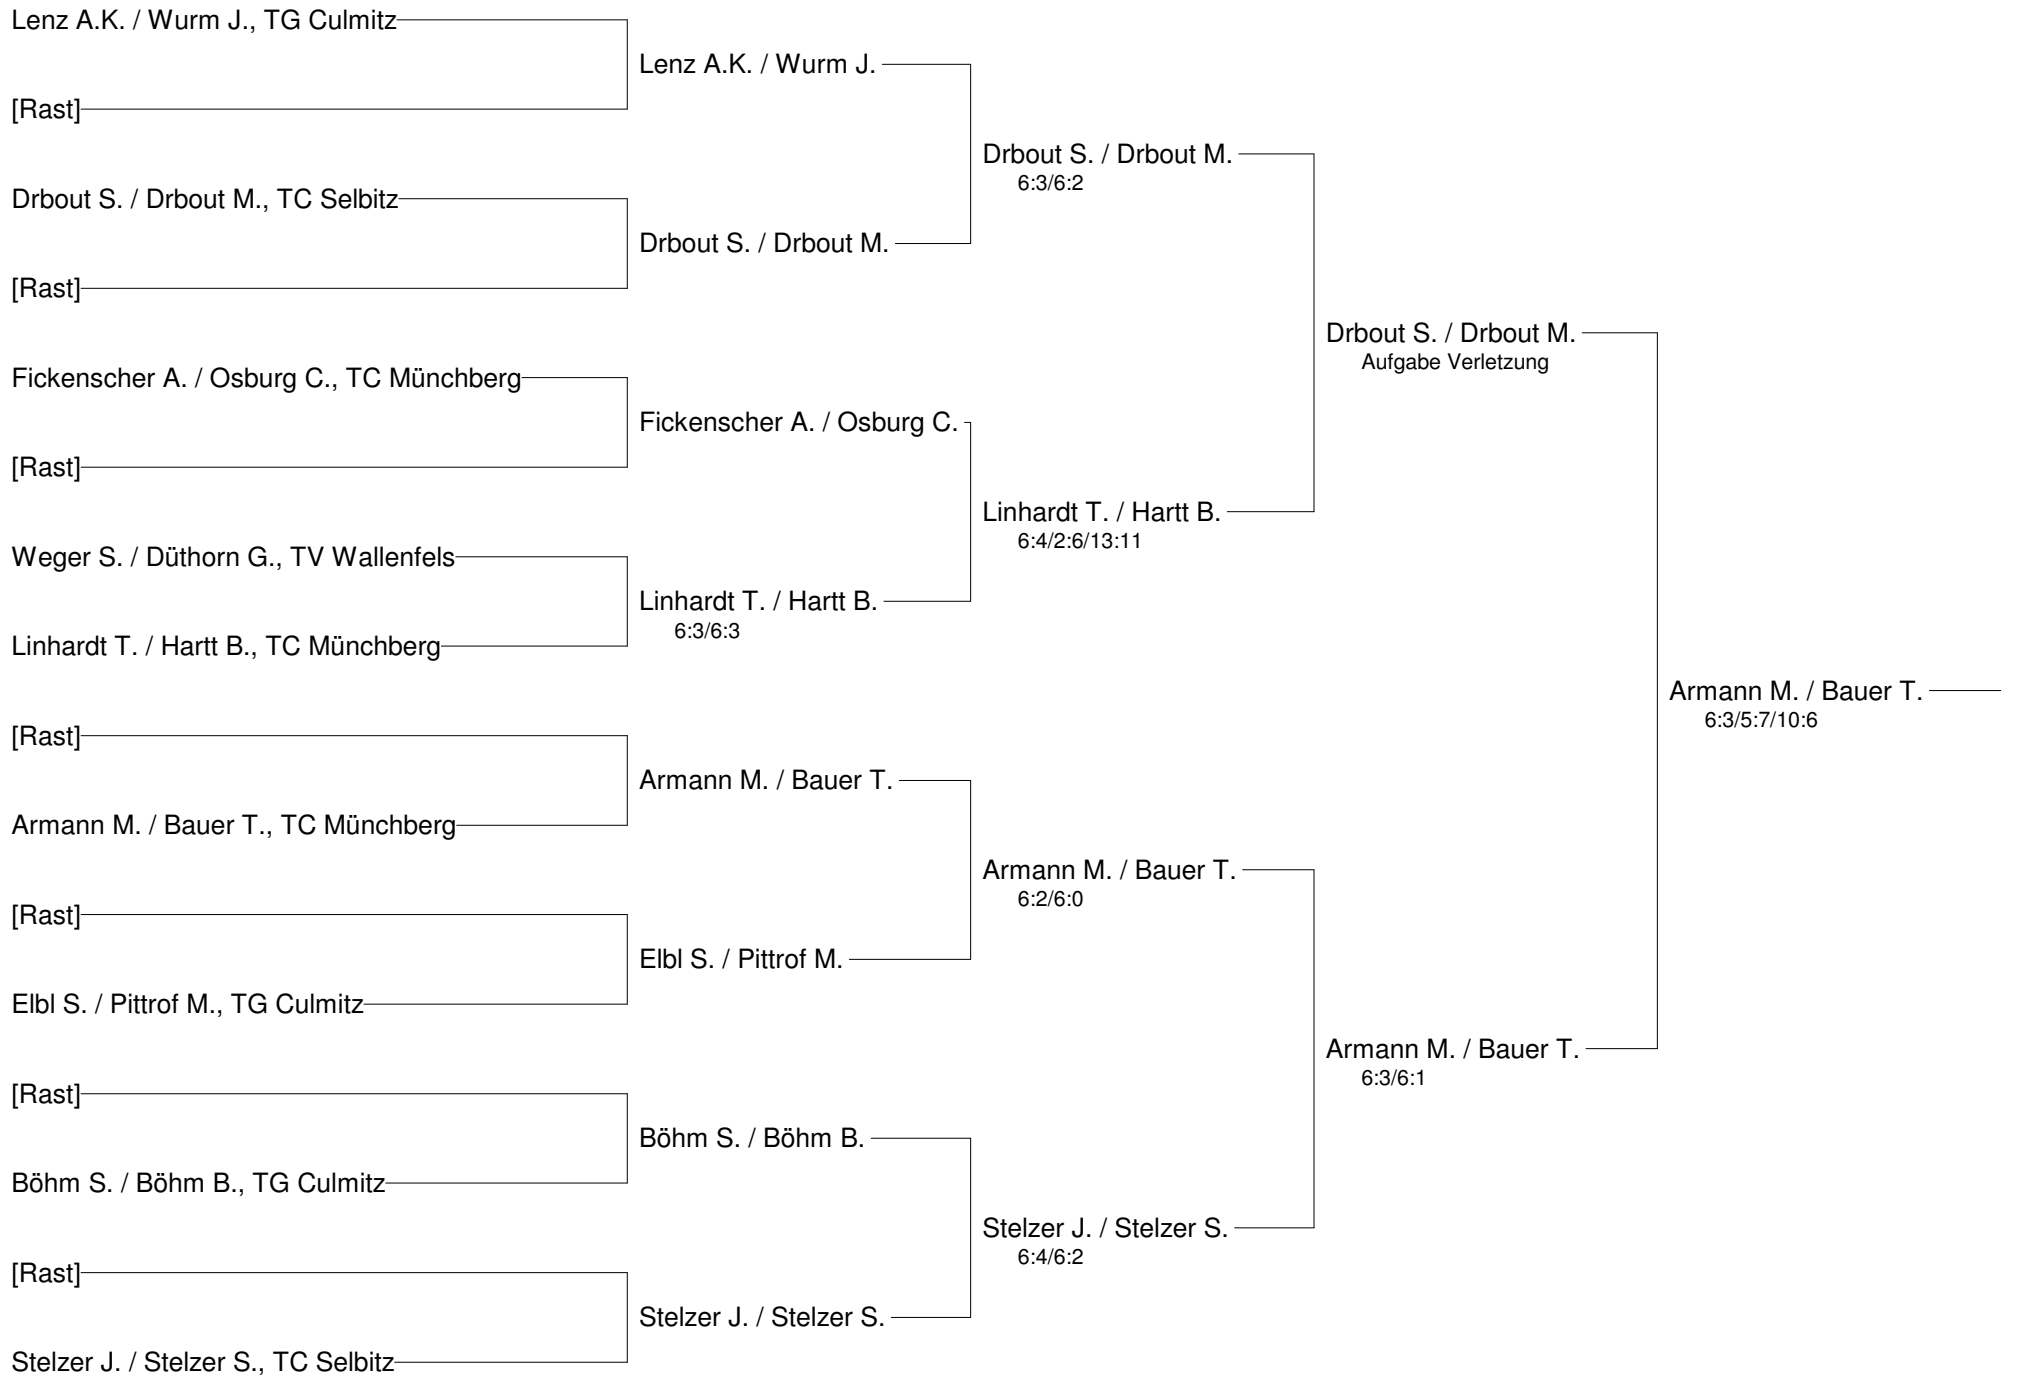 Lenz A.K. / Wurm J., TG Culmitz
[Rast]
Drbout S. / Drbout M., TC Selbitz
[Rast]
Fickenscher A. / Osburg C., TC Münchberg
[Rast]
Weger S. / Düthorn G., TV Wallenfels
Linhardt T. / Hartt B., TC Münchberg
[Rast]
Armann M. / Bauer T., TC Münchberg
[Rast]
Elbl S. / Pittrof M., TG Culmitz
[Rast]
Böhm S. / Böhm B., TG Culmitz
[Rast]
Stelzer J. / Stelzer S., TC Selbitz
Lenz A.K. / Wurm J.
Drbout S. / Drbout M.
Fickenscher A. / Osburg C.
Linhardt T. / Hartt B.
6:3/6:3
Armann M. / Bauer T.
Elbl S. / Pittrof M.
Böhm S. / Böhm B.
Stelzer J. / Stelzer S.
Drbout S. / Drbout M.
6:3/6:2
Linhardt T. / Hartt B.
6:4/2:6/13:11
Armann M. / Bauer T.
6:2/6:0
Stelzer J. / Stelzer S.
6:4/6:2
Drbout S. / Drbout M.
Aufgabe Verletzung
Armann M. / Bauer T.
6:3/6:1
Armann M. / Bauer T.
6:3/5:7/10:6